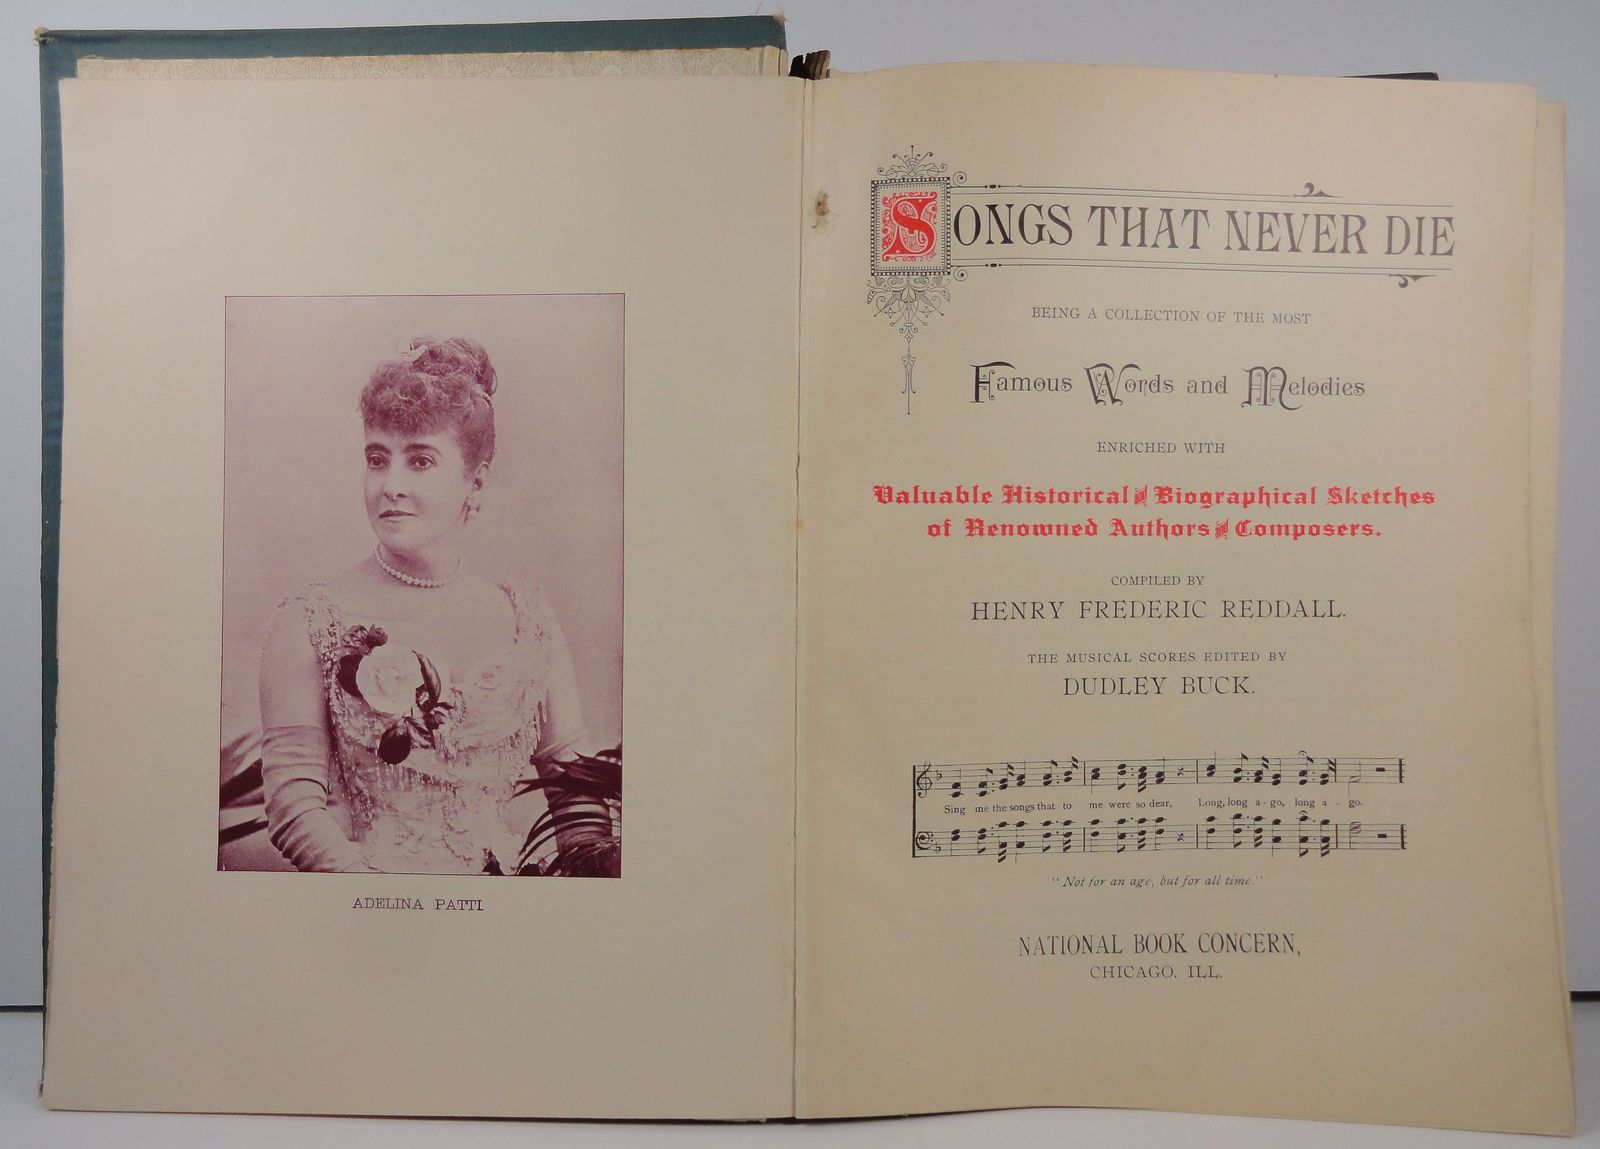 ADELINA PATTI
SONGS THAT NEVER DIE
BEING A COLLECTION OF THE MOST
Famous Words and Melodies
ENRICHED WITH
Valuable Historical and Biographical Sketches
of Renowned Authors and Composers.
COMPILED BY
HENRY FREDERIC REDDALL.
THE MUSICAL SCORES EDITED BY
DUDLEY BUCK.
Sing me the songs that to me were so dear, Long, long a - go, long a - go.
"Not for an age, but for all time."
NATIONAL BOOK CONCERN,
CHICAGO, ILL.